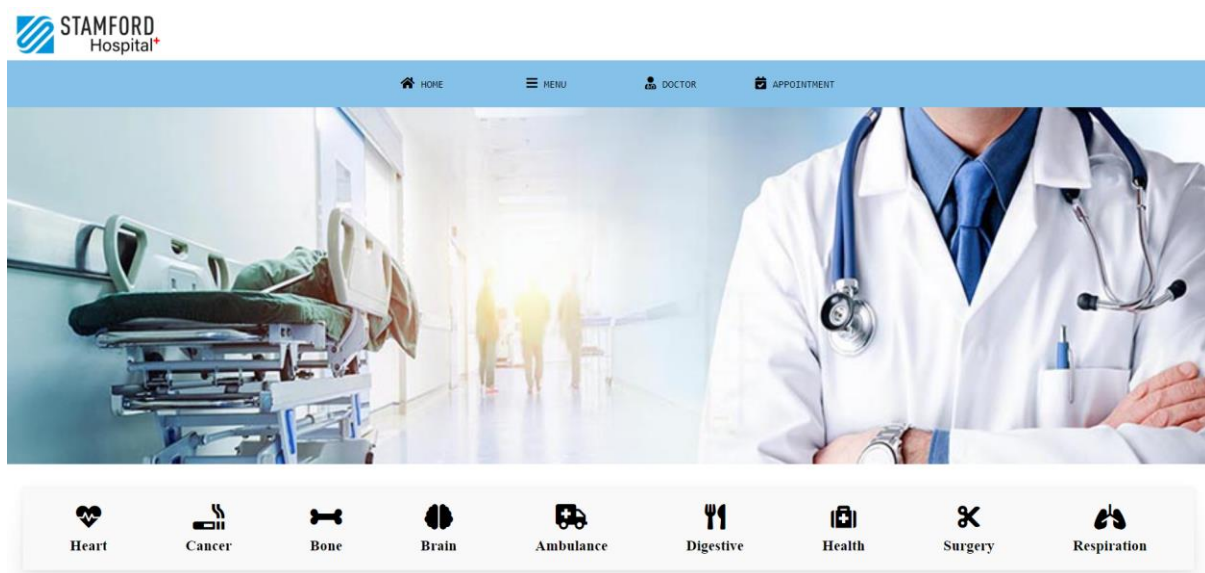 STAMFORD
Hospital+
HOME MENU DOCTOR APPOINTMENT
Heart Cancer Bone Brain Ambulance Digestive Health Surgery Respiration